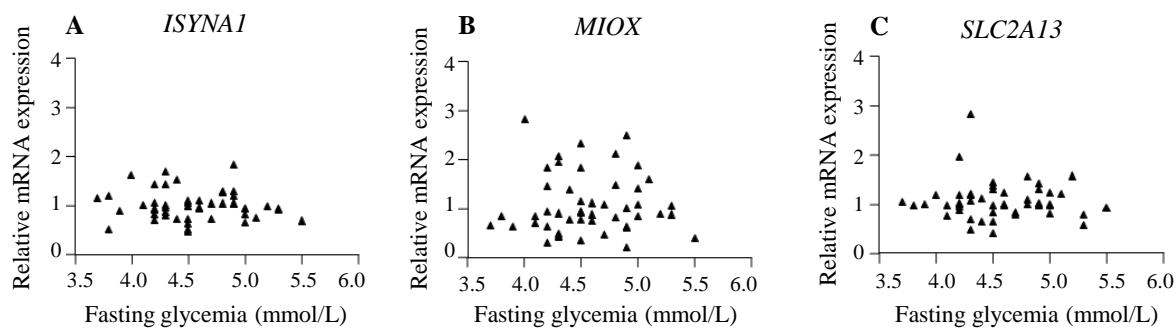 A
ISYNA1
Relative mRNA expression
4
3
2
1
0
3.5 4.0 4.5 5.0 5.5 6.0
Fasting glycemia (mmol/L)
B
MIOX
Relative mRNA expression
4
3
2
1
0
3.5 4.0 4.5 5.0 5.5 6.0
Fasting glycemia (mmol/L)
C
SLC2A13
Relative mRNA expression
4
3
2
1
0
3.5 4.0 4.5 5.0 5.5 6.0
Fasting glycemia (mmol/L)